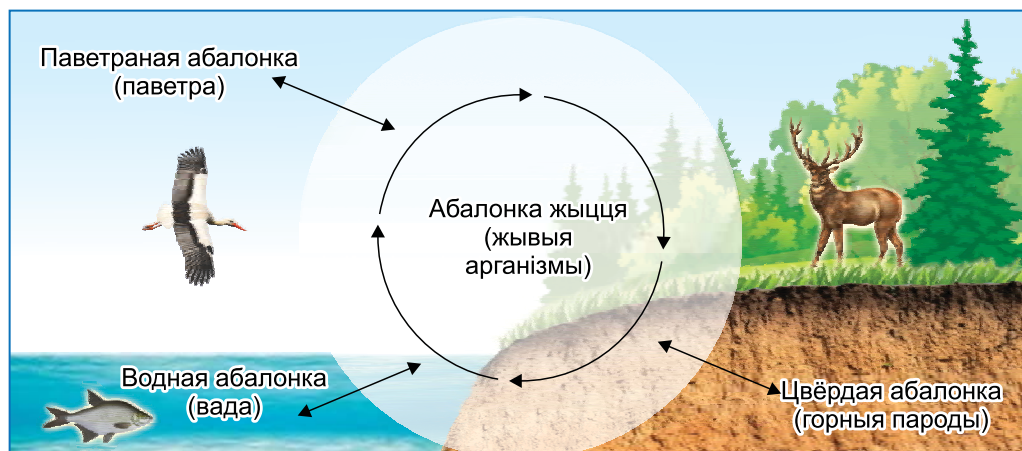 Паветраная абалонка
(паветра)
Абалонка жыцця
(жывыя
арганізмы)
Водная абалонка
(вада)
Цвёрдая абалонка
(горныя пароды)